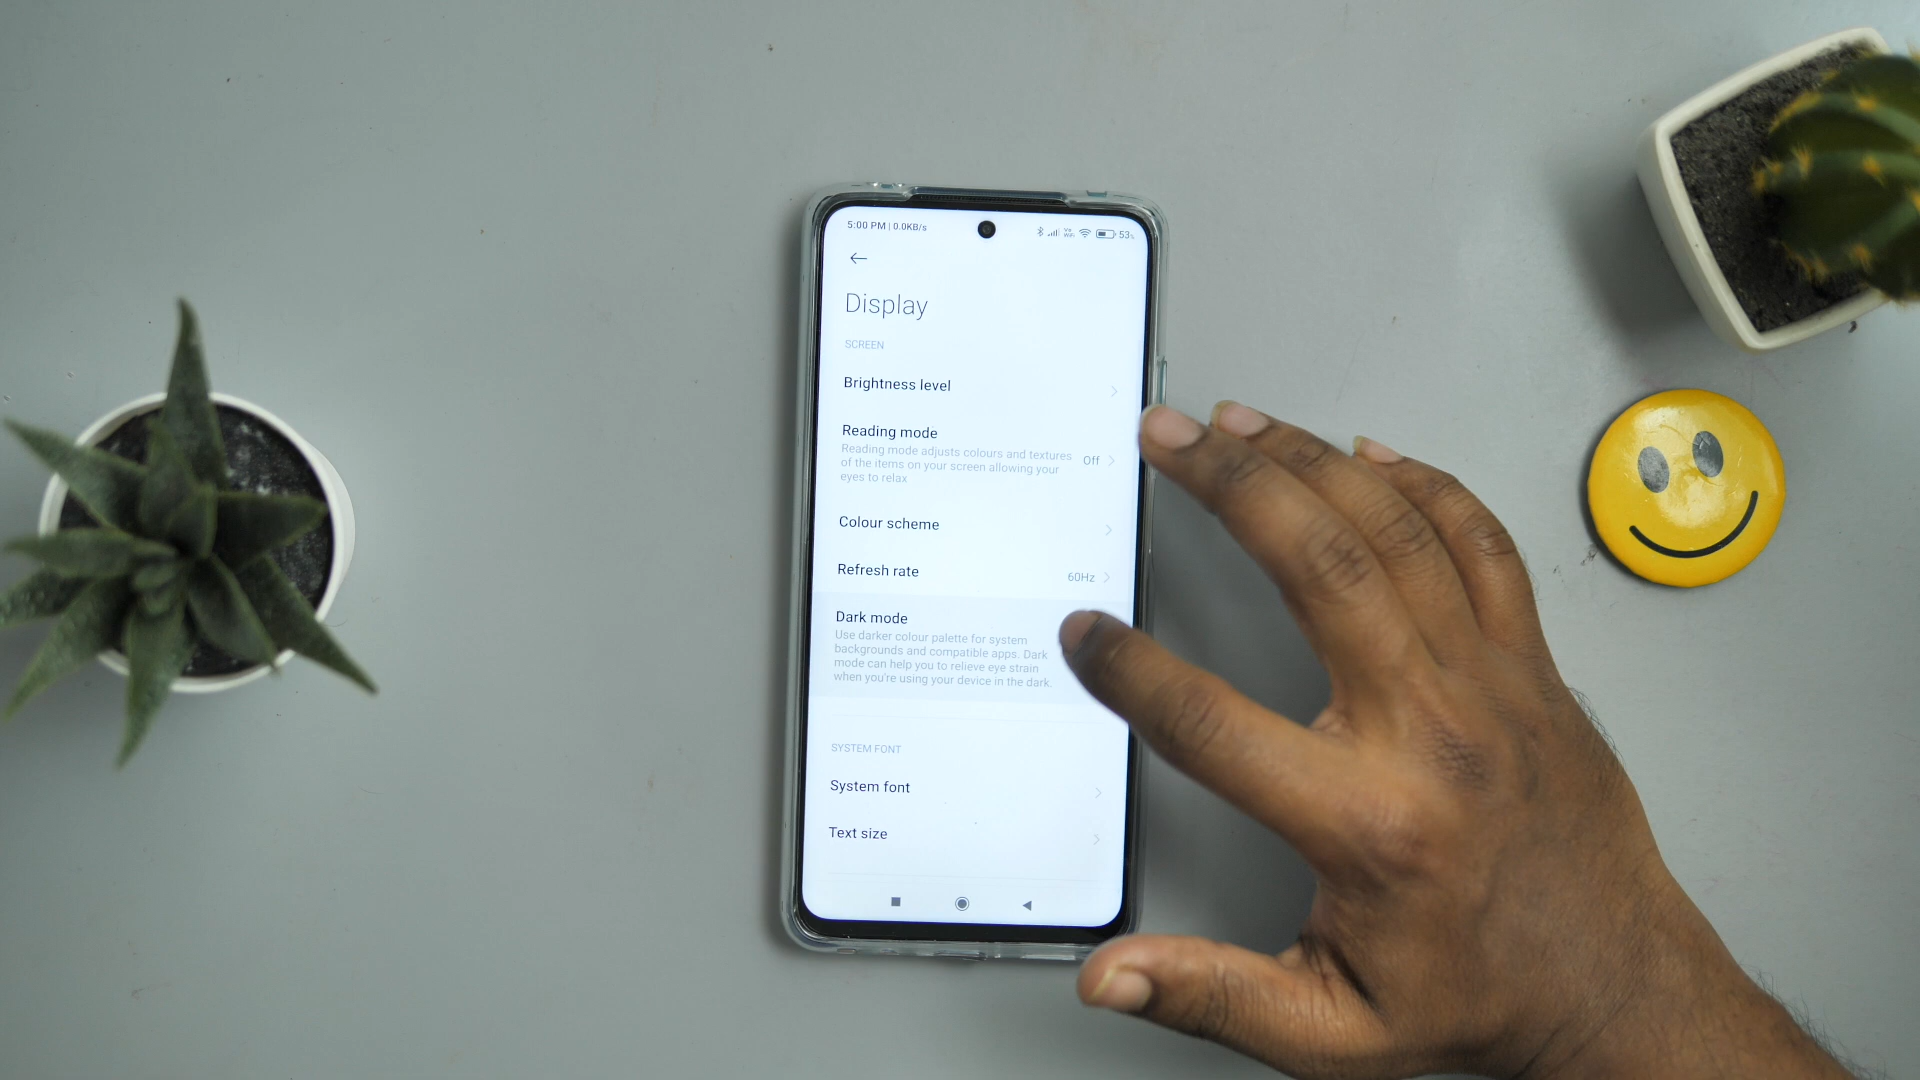 5:00 PM | 0.0KB/s
Vo
WiFi
53%
Display
SCREEN
Brightness level
Reading mode
Reading mode adjusts colours and textures
of the items on your screen allowing your
eyes to relax
Off
Colour scheme
Refresh rate
60Hz
Dark mode
Use darker colour palette for system
backgrounds and compatible apps. Dark
mode can help you to relieve eye strain
when you're using your device in the dark.
SYSTEM FONT
System font
Text size